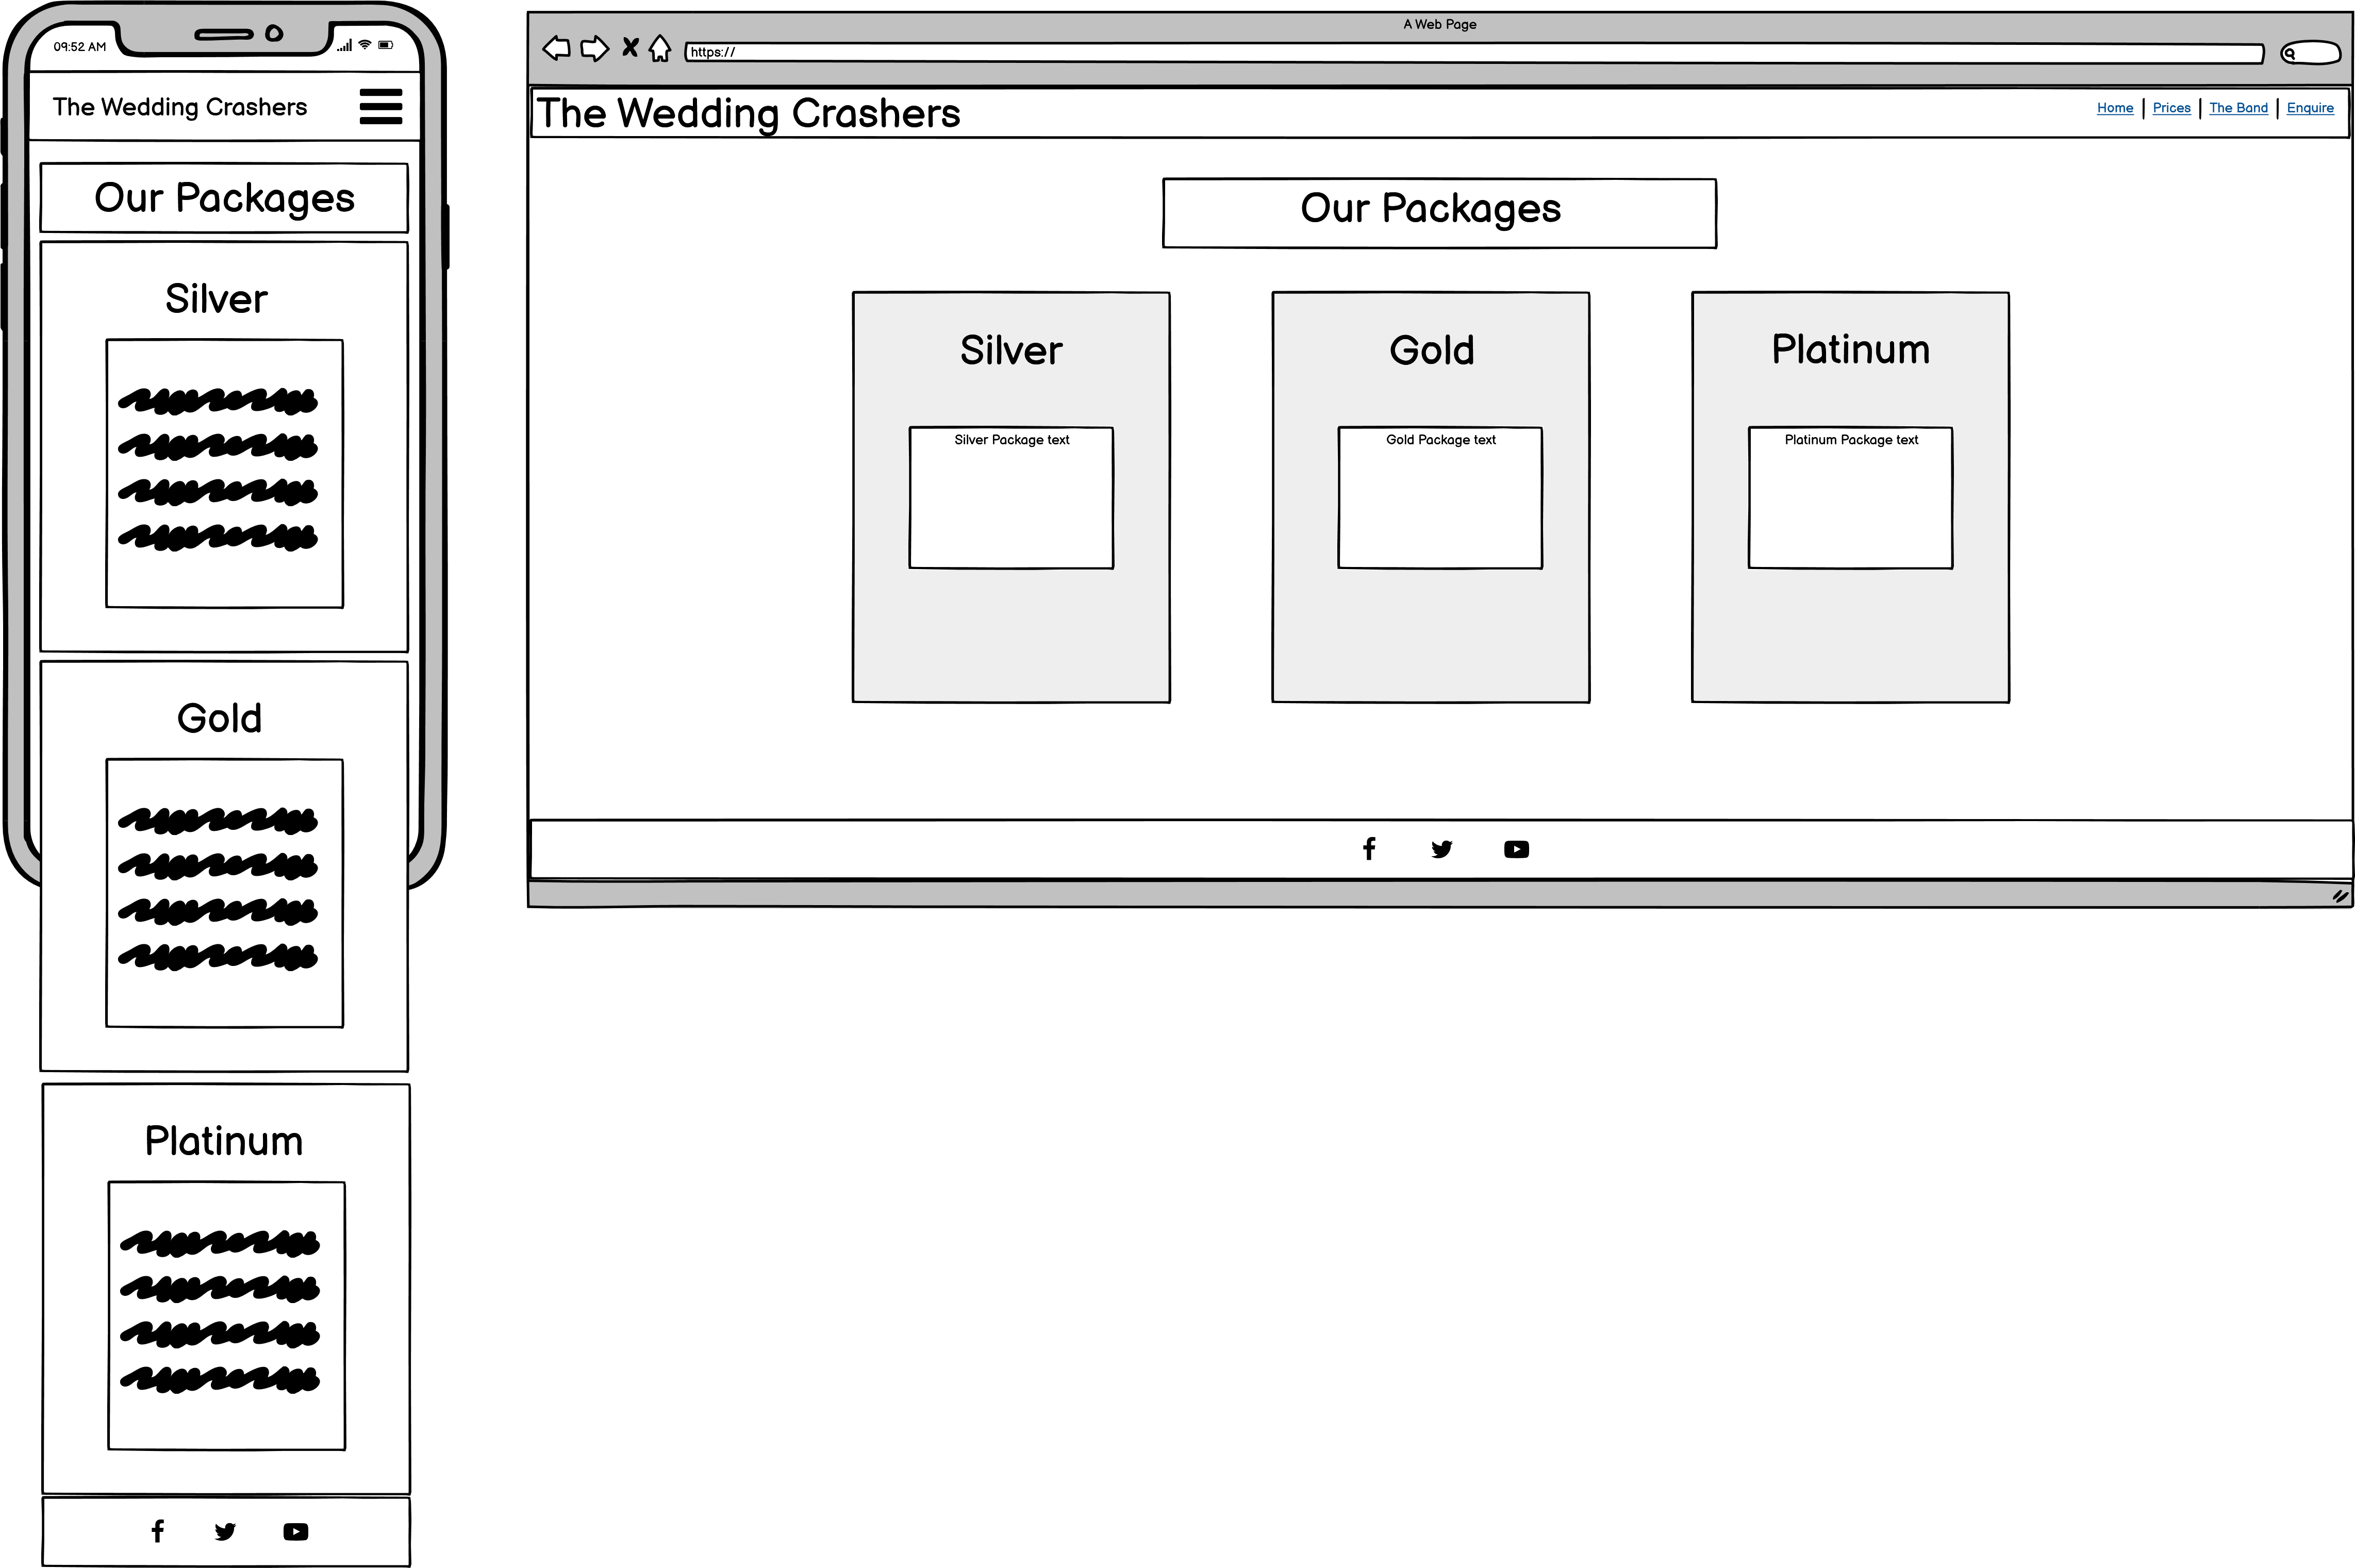 09:52 AM
The Wedding Crashers
Our Packages
Silver
Gold
Platinum
A Web Page
https://
The Wedding Crashers
Home | Prices | The Band | Enquire
Our Packages
Silver
Silver Package text
Gold
Gold Package text
Platinum
Platinum Package text